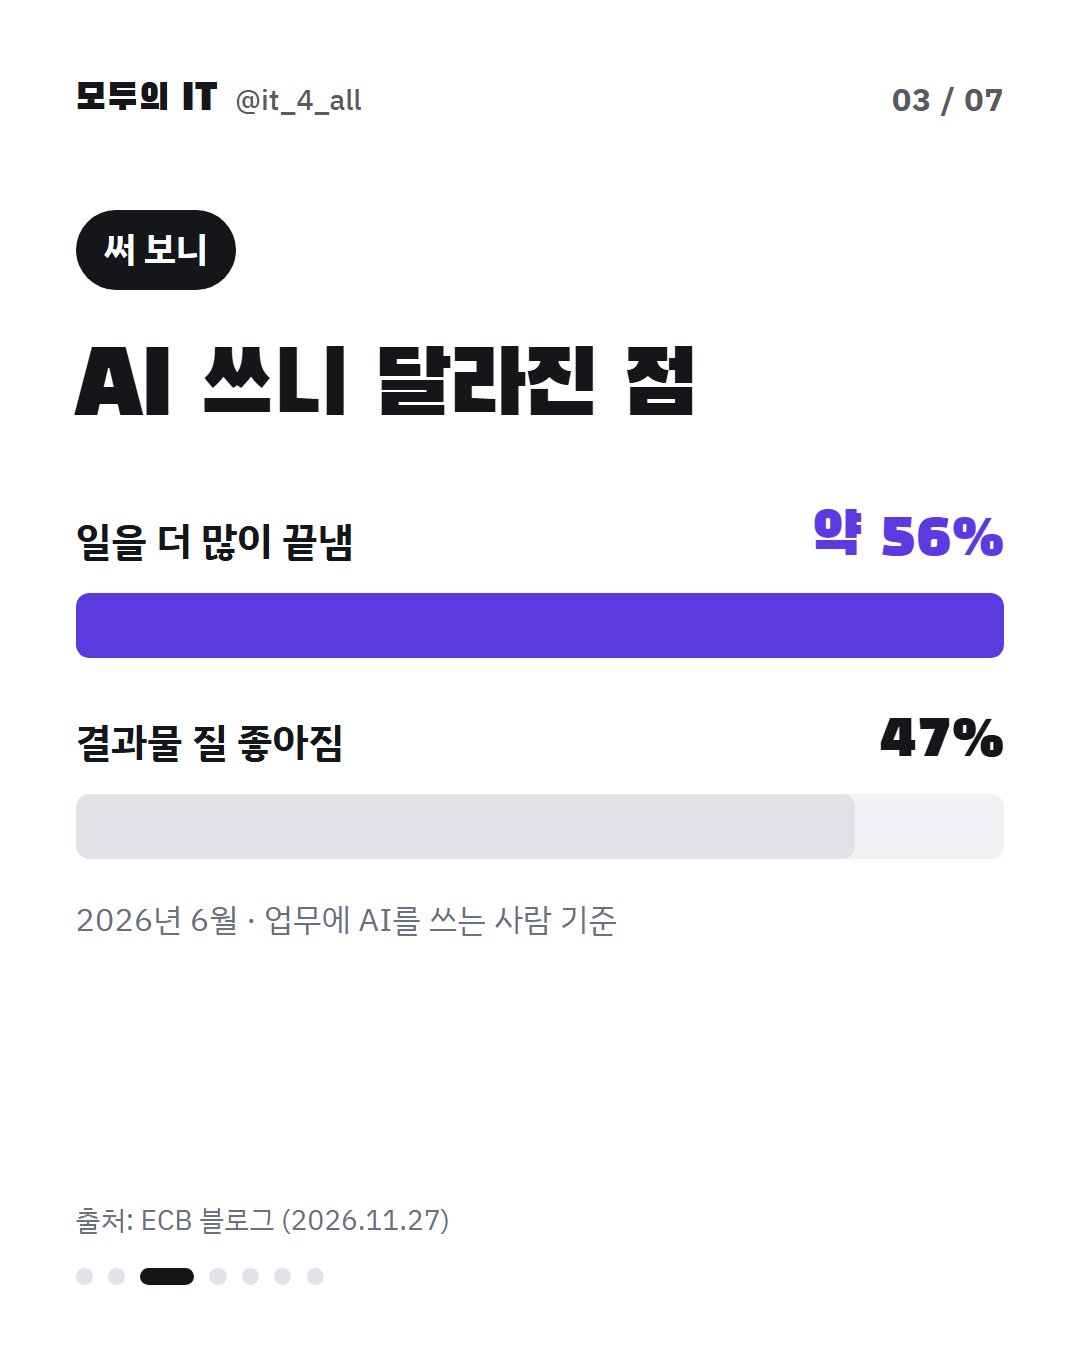 모두의 IT @it_4_all 03 / 07
써 보니
AI 쓰니 달라진 점
일을 더 많이 끝냄 약 56%
결과물 질 좋아짐 47%
2026년 6월 · 업무에 AI를 쓰는 사람 기준
출처: ECB 블로그 (2026.11.27)